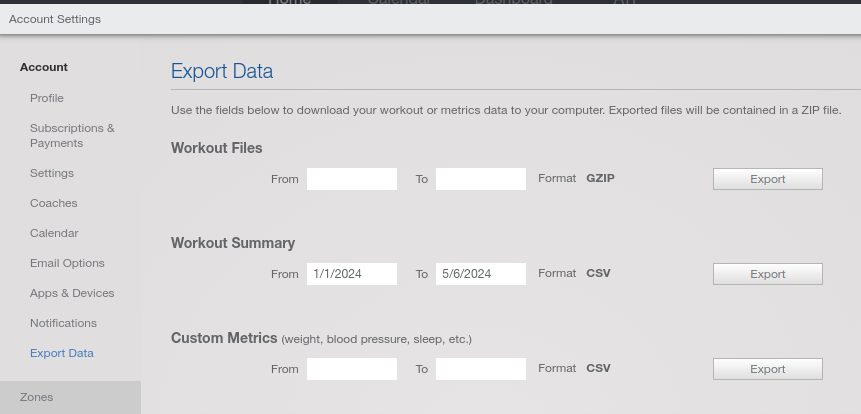 Home Calendar Dashboard
Account Settings
Account
Profile
Subscriptions &
Payments
Settings
Coaches
Calendar
Email Options
Apps & Devices
Notifications
Export Data
Zones
Export Data
Use the fields below to download your workout or metrics data to your computer. Exported files will be contained in a ZIP file.
Workout Files
From To Format GZIP Export
Workout Summary
From 1/1/2024 To 5/6/2024 Format CSV Export
Custom Metrics (weight, blood pressure, sleep, etc.)
From To Format CSV Export